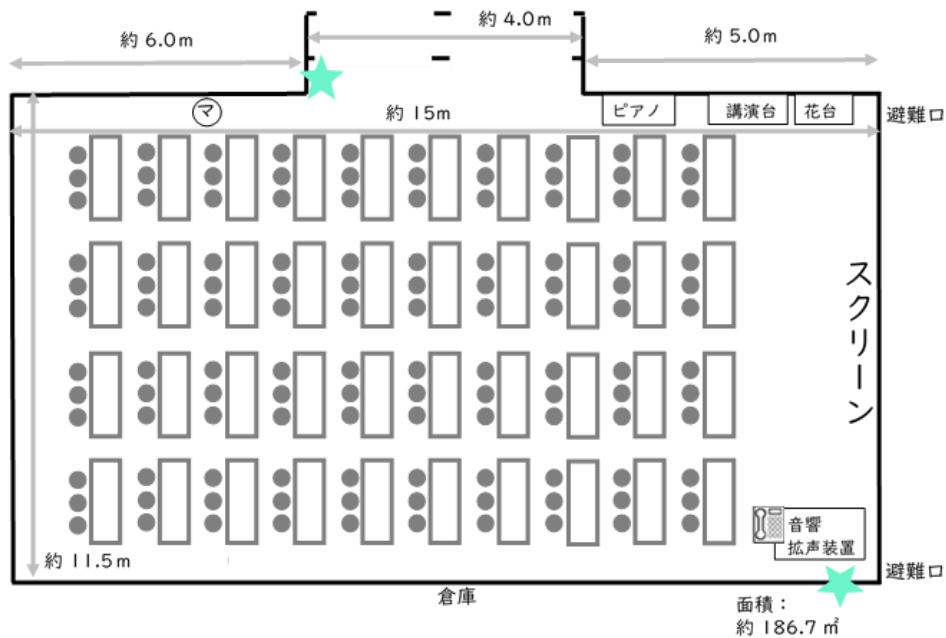 約 4.0m
約 6.0m
約 5.0m
マ
約 15m
ピアノ
講演台
花台
避難口
スクリーン
音響
拡声装置
約 11.5m
避難口
倉庫
面積：
約 186.7 ㎡